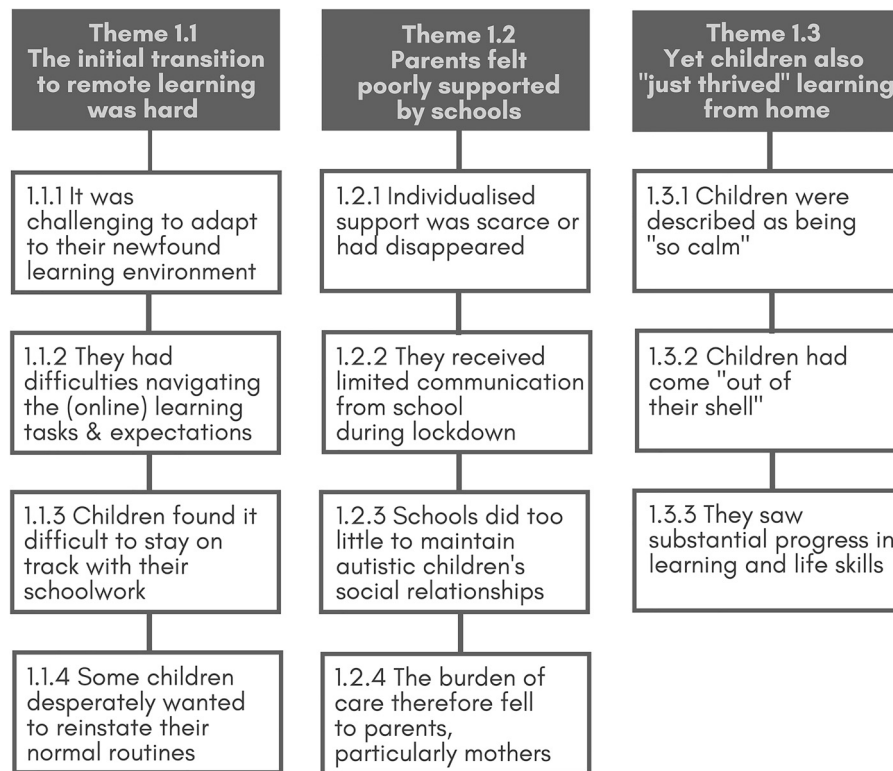 Theme 1.1
The initial transition
to remote learning
was hard
1.1.1 It was
challenging to adapt
to their newfound
learning environment
1.1.2 They had
difficulties navigating
the (online) learning
tasks & expectations
1.1.3 Children found it
difficult to stay on
track with their
schoolwork
1.1.4 Some children
desperately wanted
to reinstate their
normal routines
Theme 1.2
Parents felt
poorly supported
by schools
1.2.1 Individualised
support was scarce or
had disappeared
1.2.2 They received
limited communication
from school
during lockdown
1.2.3 Schools did too
little to maintain
autistic children's
social relationships
1.2.4 The burden of
care therefore fell
to parents,
particularly mothers
Theme 1.3
Yet children also
"just thrived" learning
from home
1.3.1 Children were
described as being
"so calm"
1.3.2 Children had
come "out of
their shell"
1.3.3 They saw
substantial progress in
learning and life skills